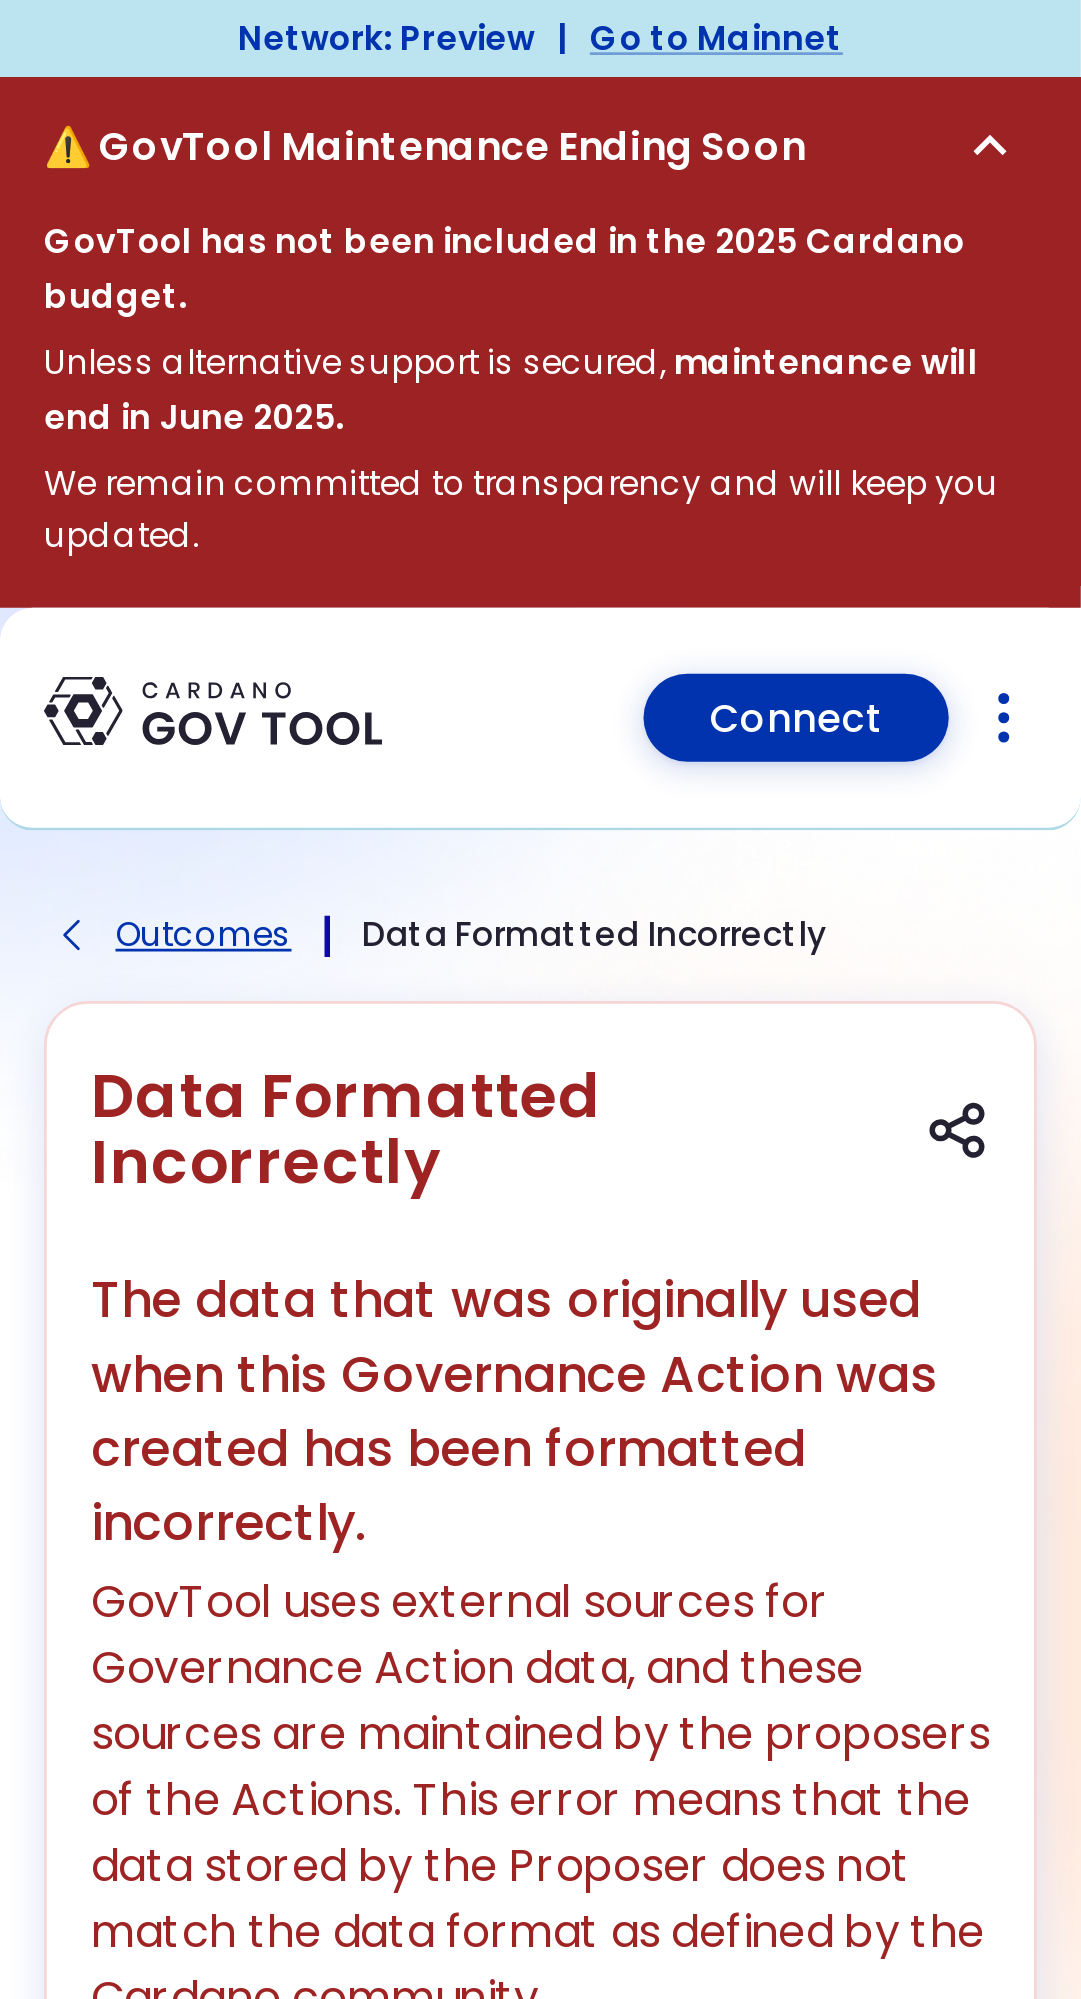 Network: Preview | Go to Mainnet
⚠️ GovTool Maintenance Ending Soon
GovTool has not been included in the 2025 Cardano
budget.
Unless alternative support is secured, maintenance will
end in June 2025.
We remain committed to transparency and will keep you
updated.
CARDANO
GOV TOOL
Connect
Outcomes | Data Formatted Incorrectly
Data Formatted
Incorrectly
The data that was originally used
when this Governance Action was
created has been formatted
incorrectly.
GovTool uses external sources for
Governance Action data, and these
sources are maintained by the proposers
of the Actions. This error means that the
data stored by the Proposer does not
match the data format as defined by the
Cardano community